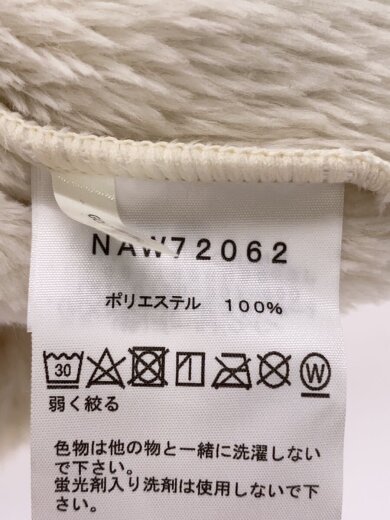 NAW72062
ポリエステル 100%
30
W
弱く絞る
色物は他の物と一緒に洗濯しない
で下さい。
蛍光剤入り洗剤は使用しないで下
さい。